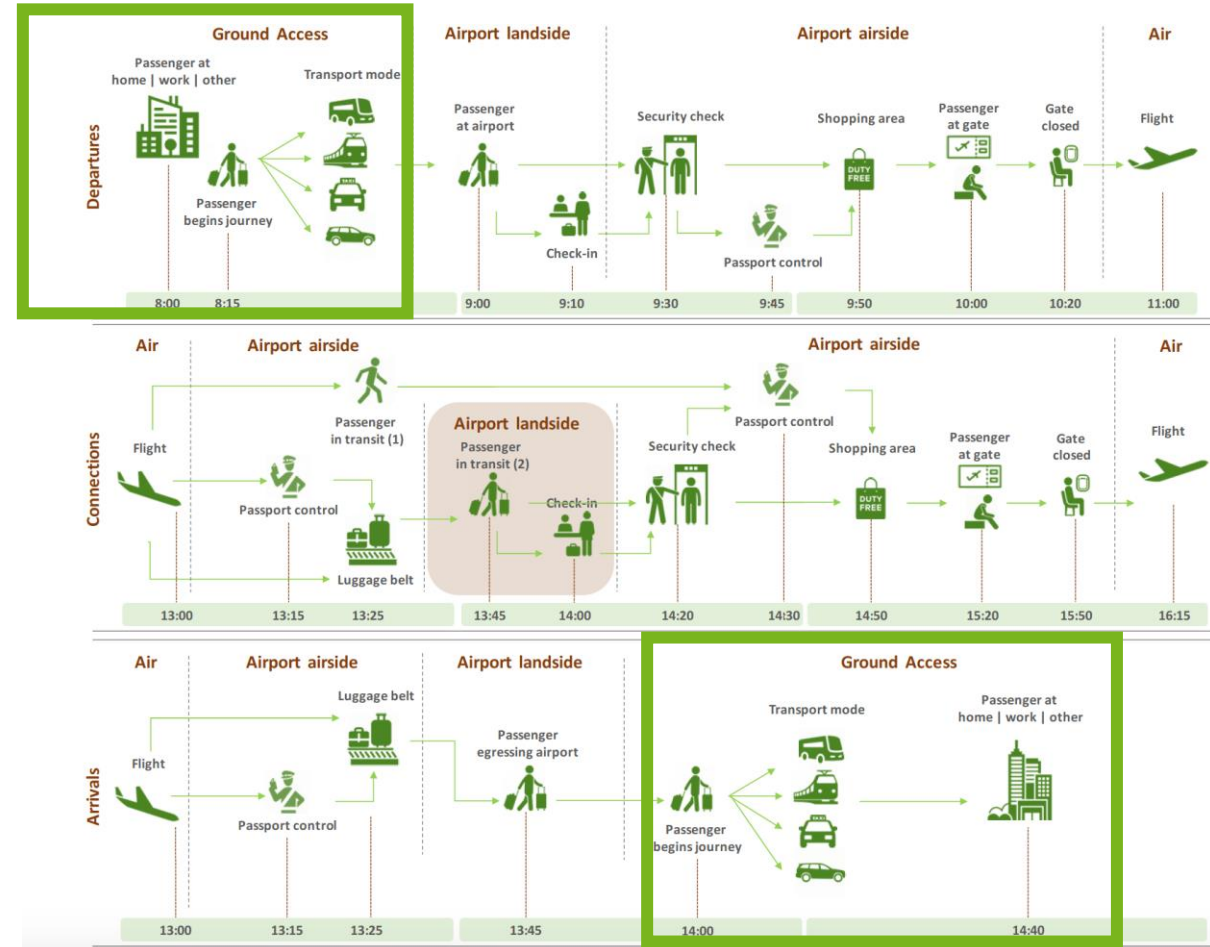 Ground Access
Airport landside
Airport airside
Air
Departures
Passenger at
home | work | other
Transport mode
Passenger
begins journey
Passenger
at airport
Check-in
Security check
Passport control
Shopping area
DUTY
FREE
Passenger
at gate
Gate
closed
Flight
8:00
8:15
9:00
9:10
9:30
9:45
9:50
10:00
10:20
11:00
Air
Airport airside
Airport airside
Air
Connections
Flight
Passenger
in transit (1)
Passport control
Luggage belt
Airport landside
Passenger
in transit (2)
Check-in
Security check
Passport control
Shopping area
DUTY
FREE
Passenger
at gate
Gate
closed
Flight
13:00
13:15
13:25
13:45
14:00
14:20
14:30
14:50
15:20
15:50
16:15
Air
Airport airside
Airport landside
Ground Access
Arrivals
Flight
Passport control
Luggage belt
Passenger
egressing airport
Passenger
begins journey
Transport mode
Passenger at
home | work | other
13:00
13:15
13:25
13:45
14:00
14:40